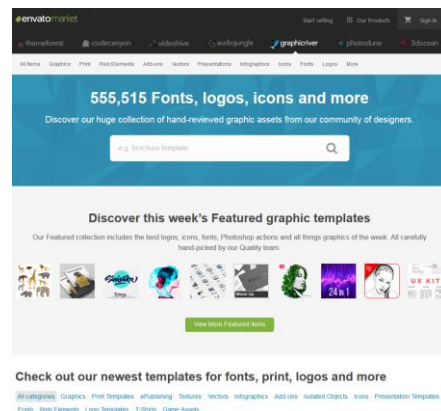 envatomarket
Start selling Our Products Sign In
themeforest codecanyon videohive audiojungle graphicriver photodune 3docean
All Items Graphics Print Web Elements Add-ons Vectors Presentations Infographics Icons Fonts Logos More
555,515 Fonts, logos, icons and more
Discover our huge collection of hand-reviewed graphic assets from our community of designers.
e.g. brochure template
Discover this week's Featured graphic templates
Our Featured collection includes the best logos, icons, fonts, Photoshop actions and all things graphics of the week. All carefully
hand-picked by our Quality team
Mock-Up
24 IN 1
UX KIT
View More Featured Items
Check out our newest templates for fonts, print, logos and more
All categories Graphics Print Templates ePublishing Textures Vectors Infographics Add-ons Isolated Objects Icons Presentation Templates
Fonts Web Elements Logo Templates T-Shirts Game Assets